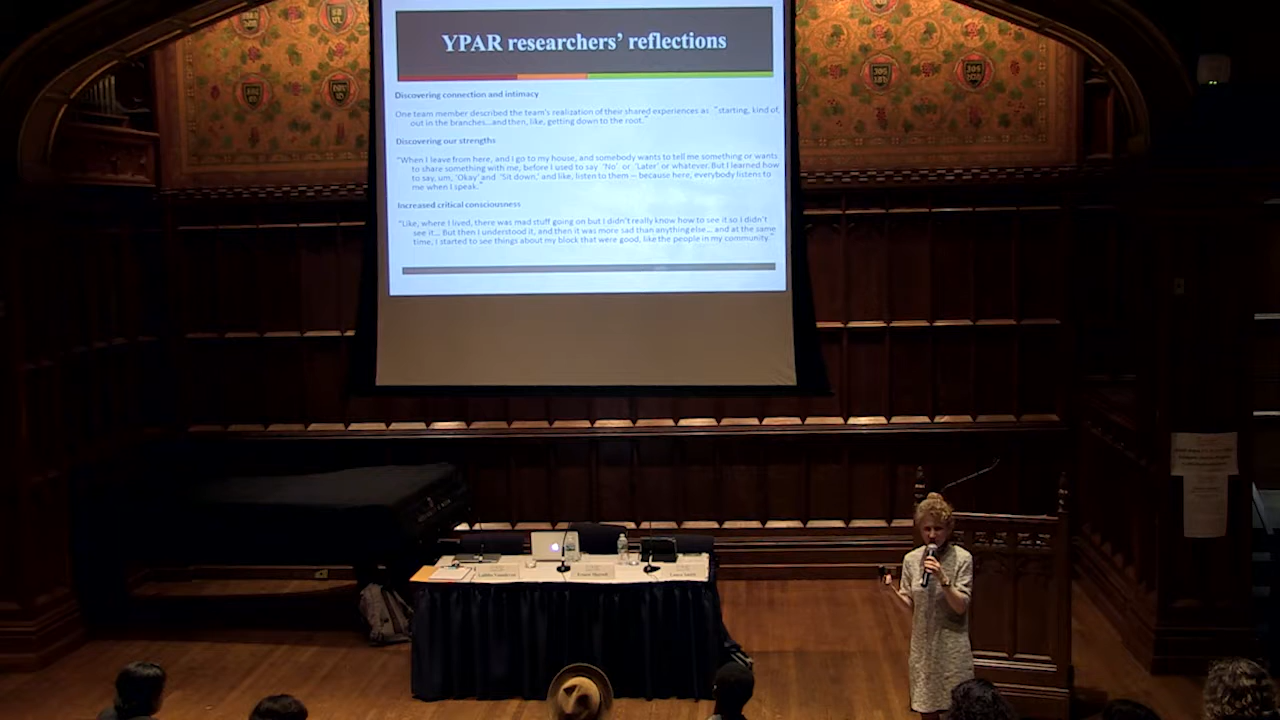 YPAR researchers’ reflections
Discovering connection and intimacy
One team member described the team's realization of their shared experiences as "starting, kind of,
out in the branches...and then, like, getting down to the root."
Discovering our strengths
"When I leave from here, and I go to my house, and somebody wants to tell me something or wants
to share something with me, before I used to say 'No' or 'Later' or whatever. But I learned how
to say, um, 'Okay' and 'Sit down,' and like, listen to them — because here, everybody listens to
me when I speak."
Increased critical consciousness
"Like, where I lived, there was mad stuff going on but I didn't really know how to see it so I didn't
see it... But then I understood it, and then it was more sad than anything else... and at the same
time, I started to see things about my block that were good, like the people in my community."